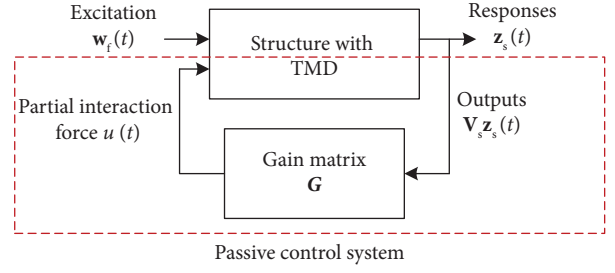 Excitation
w_f(t)
Structure with
TMD
Responses
z_s(t)
Partial interaction
force u (t)
Outputs
V_s z_s(t)
Gain matrix
G
Passive control system